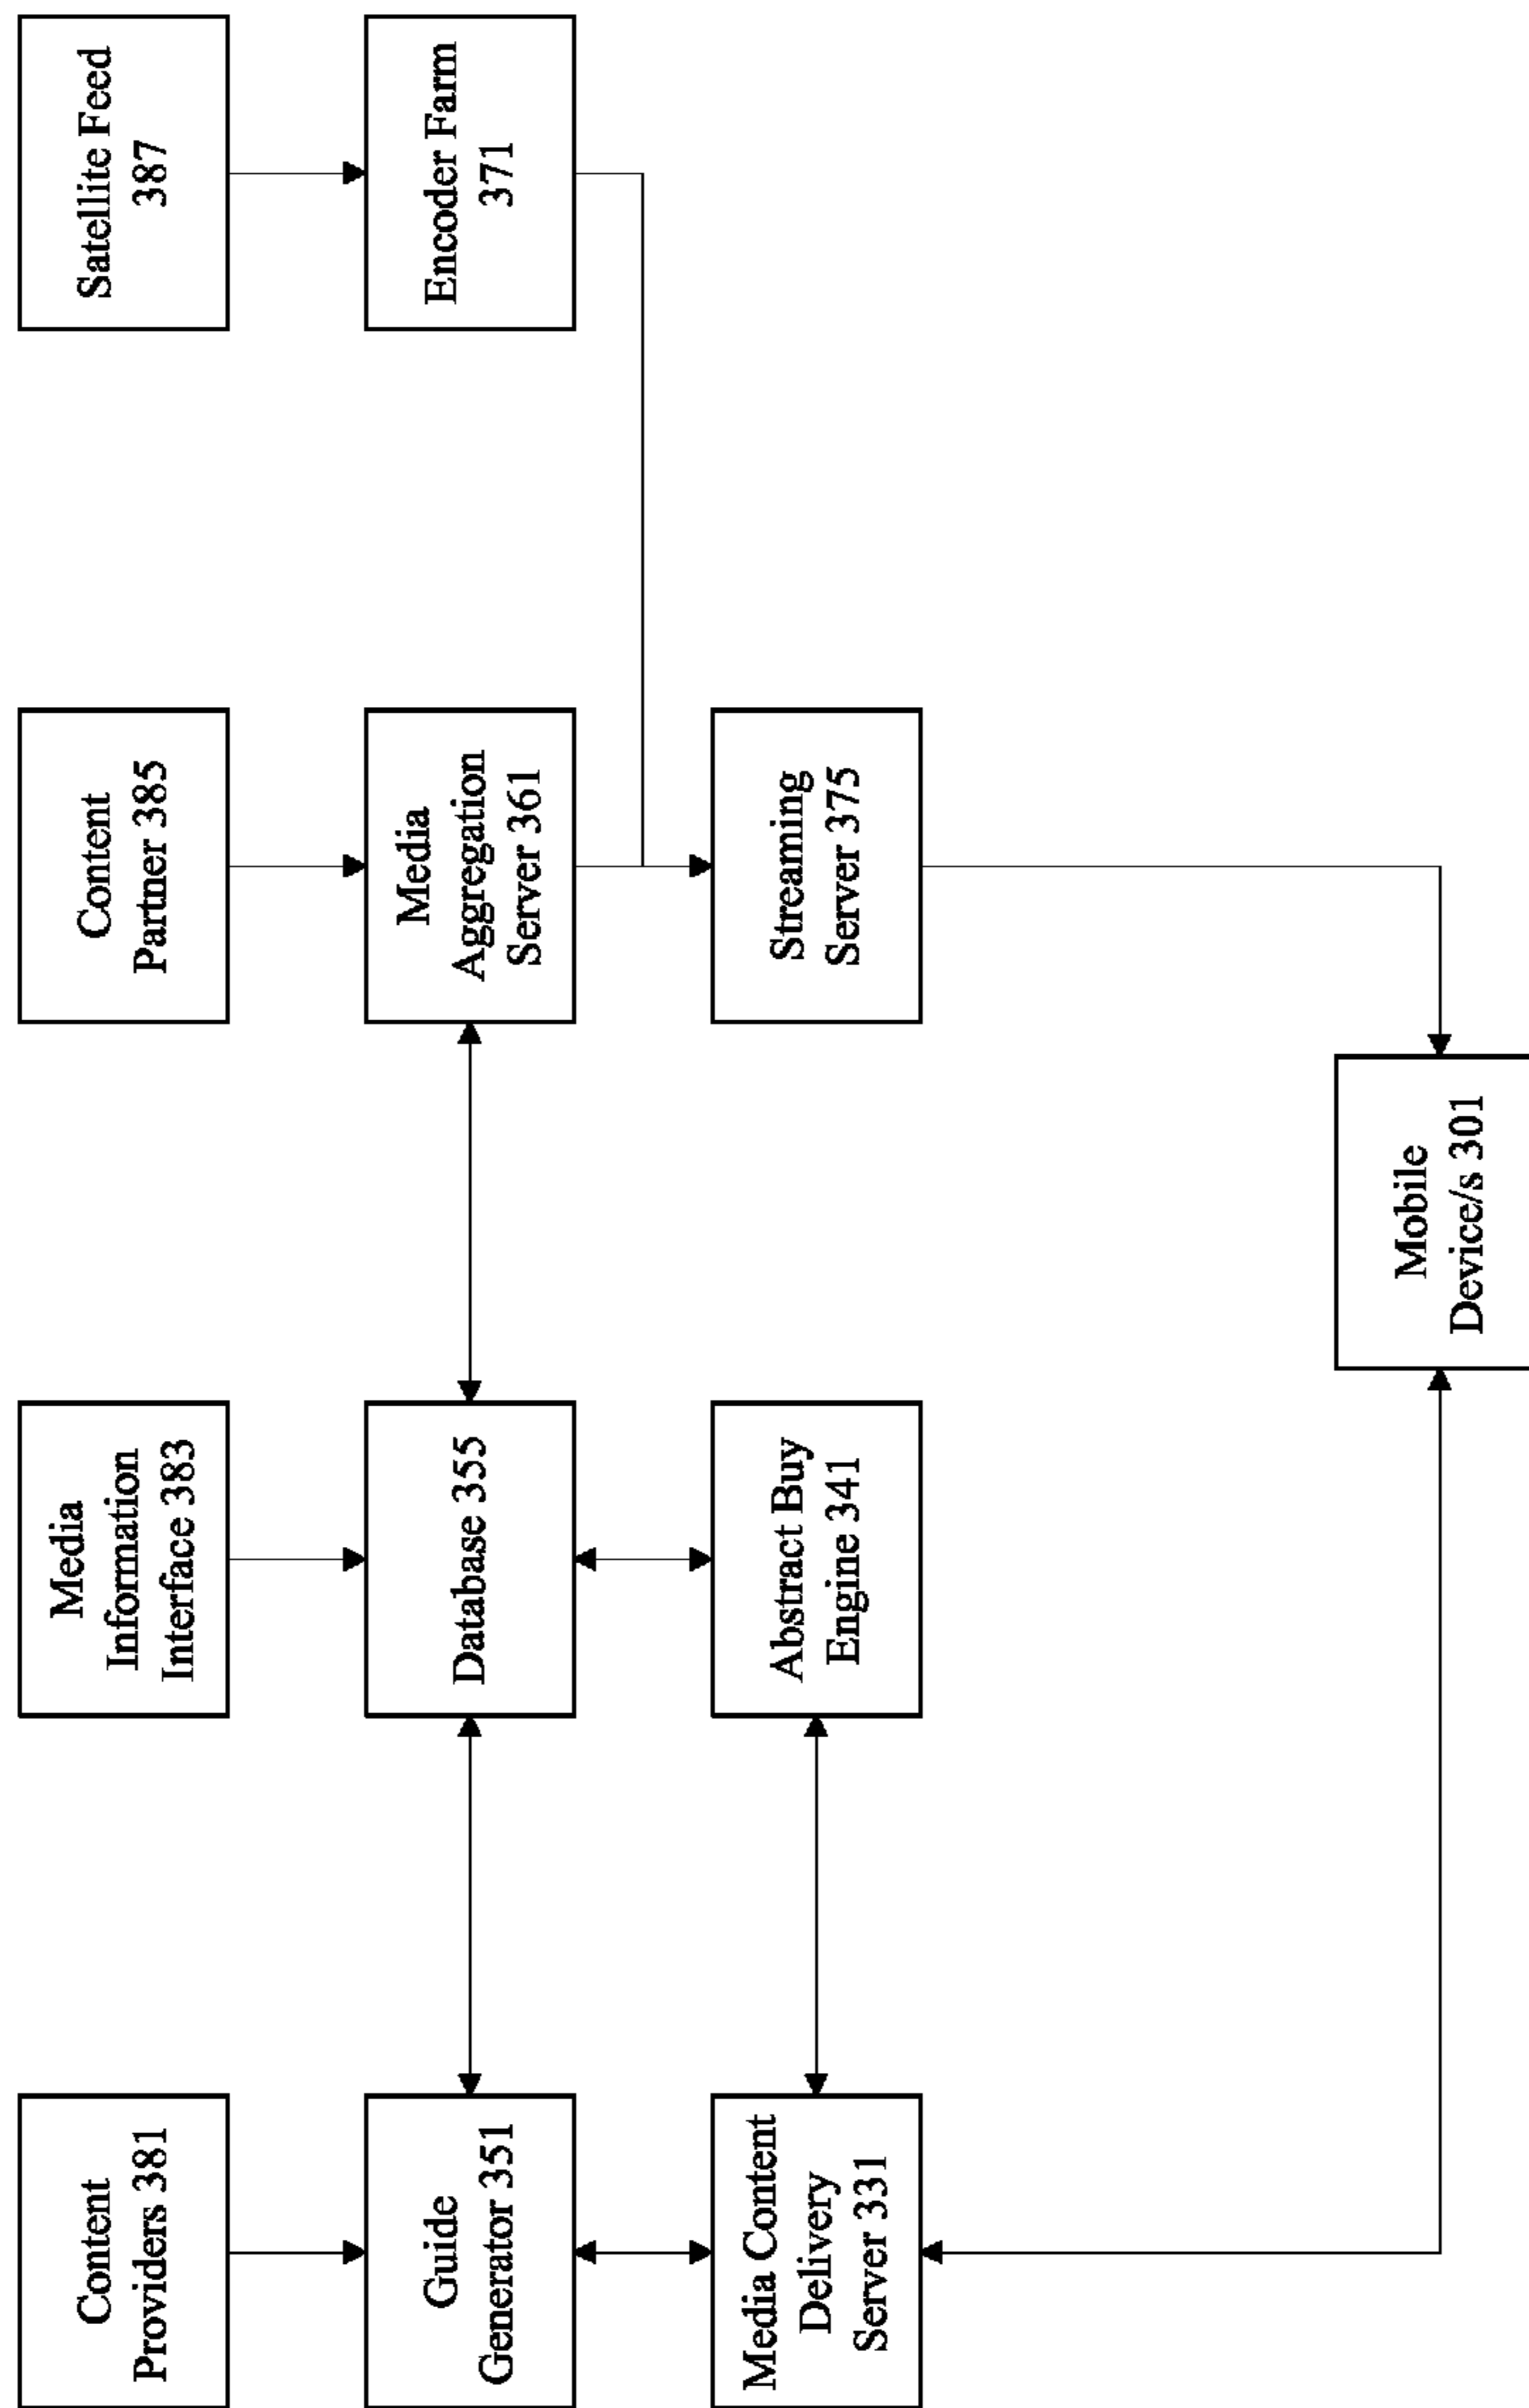 Content
Providers 381
Media
Information
Interface 383
Content
Partner 385
Satellite Feed
387
Guide
Generator 351
Database 355
Media
Aggregation
Server 361
Encoder Farm
371
Media Content
Delivery
Server 331
Abstract Buy
Engine 341
Streaming
Server 375
Mobile
Device/s 301